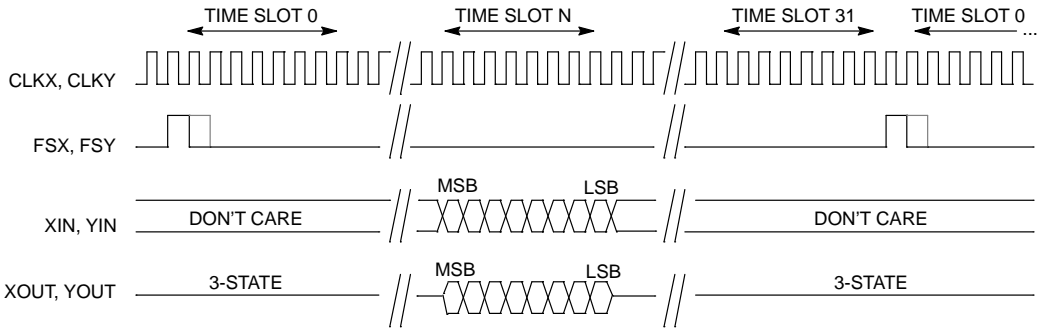 TIME SLOT 0 TIME SLOT N TIME SLOT 31 TIME SLOT 0
...
CLKX, CLKY
FSX, FSY
MSB LSB
XIN, YIN DON'T CARE DON'T CARE
MSB LSB
XOUT, YOUT 3-STATE 3-STATE